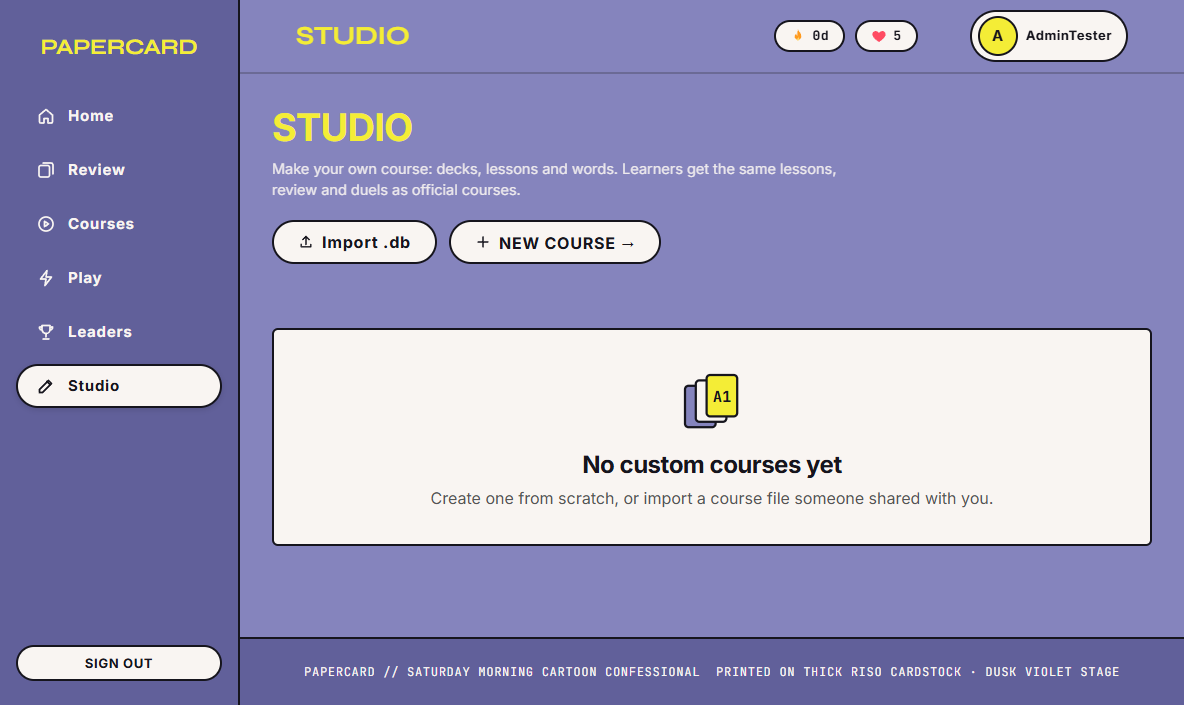 PAPERCARD
Home
Review
Courses
Play
Leaders
Studio
SIGN OUT
STUDIO
0d
5
A
AdminTester
STUDIO
Make your own course: decks, lessons and words. Learners get the same lessons,
review and duels as official courses.
Import .db
+ NEW COURSE →
A1
No custom courses yet
Create one from scratch, or import a course file someone shared with you.
PAPERCARD // SATURDAY MORNING CARTOON CONFESSIONAL PRINTED ON THICK RISO CARDSTOCK · DUSK VIOLET STAGE